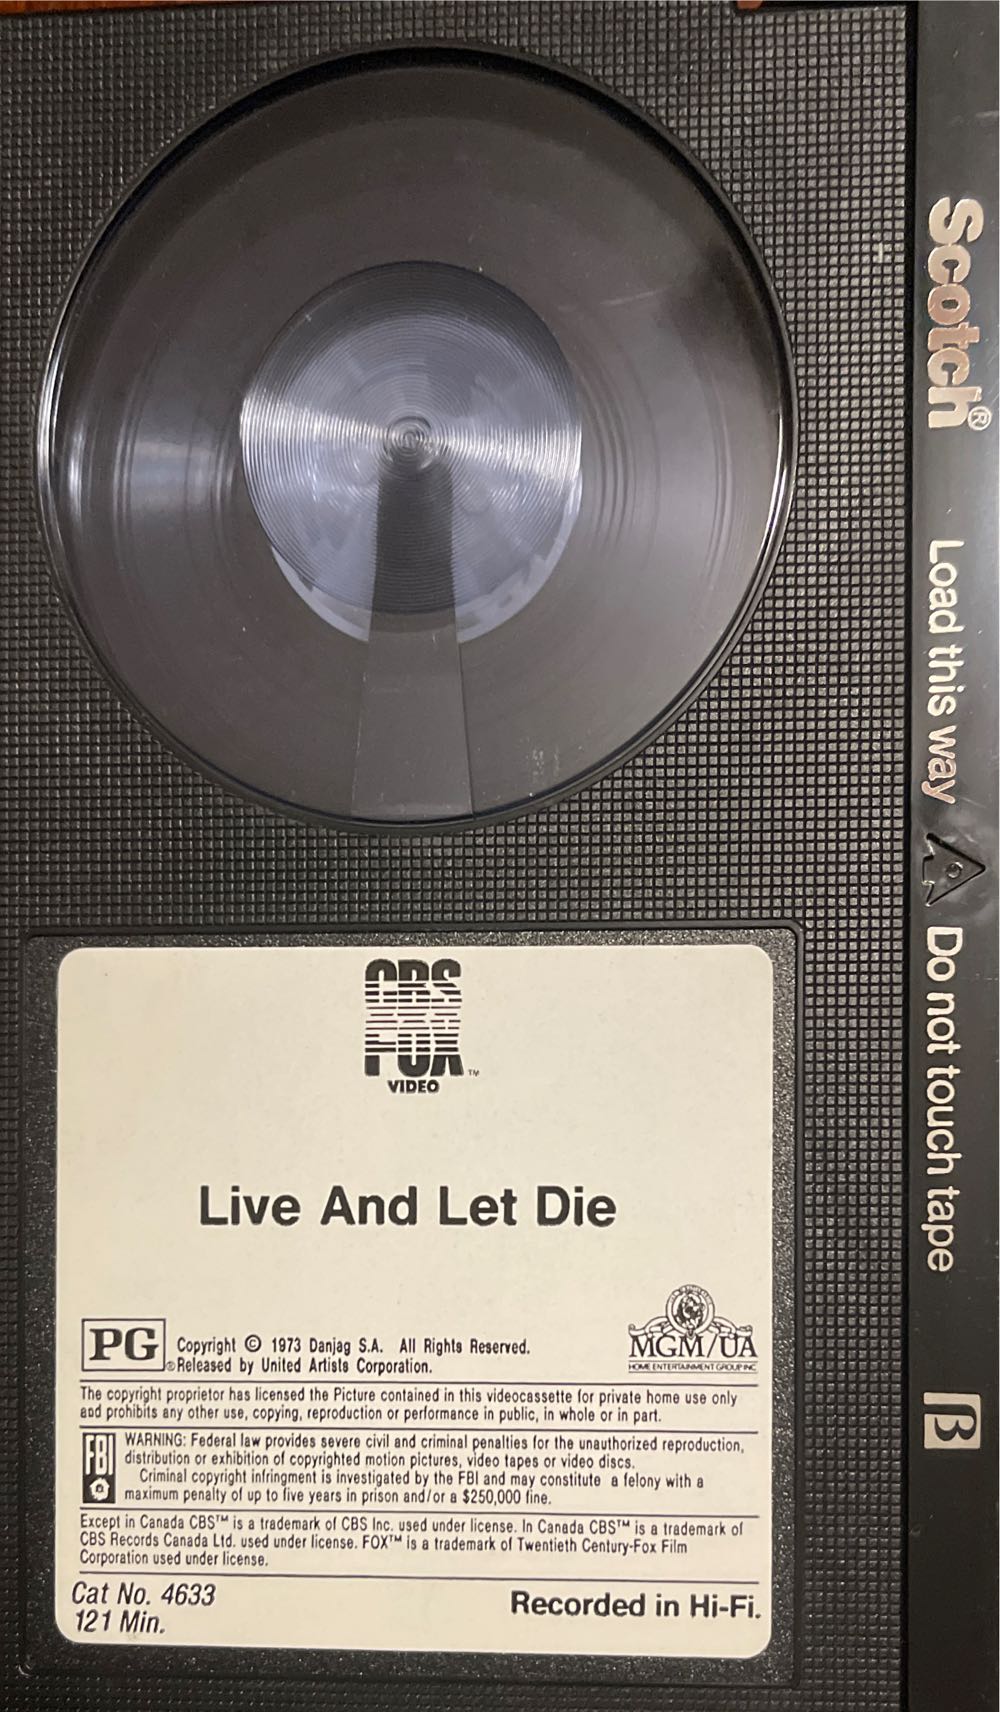 CBS
FOX
VIDEO ™
Live And Let Die
PG
®
Copyright © 1973 Danjaq S.A. All Rights Reserved.
Released by United Artists Corporation.
MGM/UA
HOME ENTERTAINMENT GROUP INC
The copyright proprietor has licensed the Picture contained in this videocassette for private home use only
and prohibits any other use, copying, reproduction or performance in public, in whole or in part.
FBI
WARNING: Federal law provides severe civil and criminal penalties for the unauthorized reproduction,
distribution or exhibition of copyrighted motion pictures, video tapes or video discs.
Criminal copyright infringement is investigated by the FBI and may constitute a felony with a
maximum penalty of up to five years in prison and/or a $250,000 fine.
Except in Canada CBS™ is a trademark of CBS Inc. used under license. In Canada CBS™ is a trademark of
CBS Records Canada Ltd. used under license. FOX™ is a trademark of Twentieth Century-Fox Film
Corporation used under license.
Cat No. 4633
121 Min.
Recorded in Hi-Fi.
Scotch® Load this way Do not touch tape β